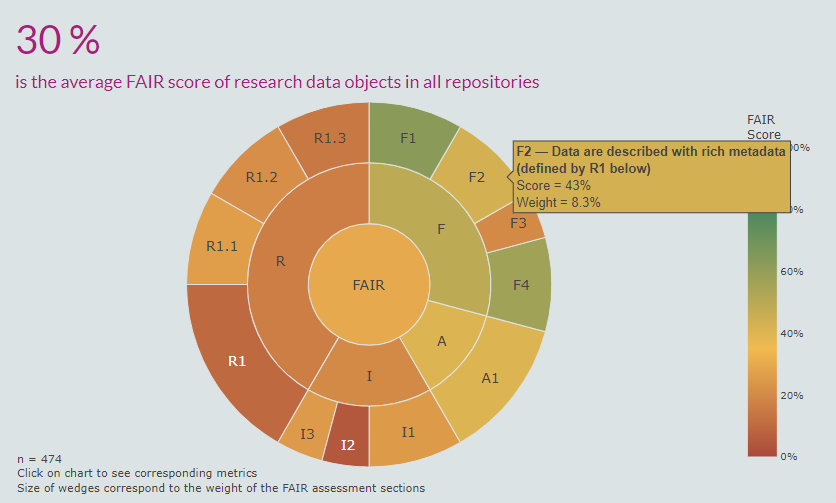 30 %
is the average FAIR score of research data objects in all repositories
FAIR
Score
R1.3
F1
F2 — Data are described with rich metadata
(defined by R1 below)
Score = 43%
Weight = 8.3%
R1.2
F2
F3
R1.1
F
R
FAIR
F4
60%
A
40%
R1
I
A1
20%
I3
I2
I1
0%
n = 474
Click on chart to see corresponding metrics
Size of wedges correspond to the weight of the FAIR assessment sections